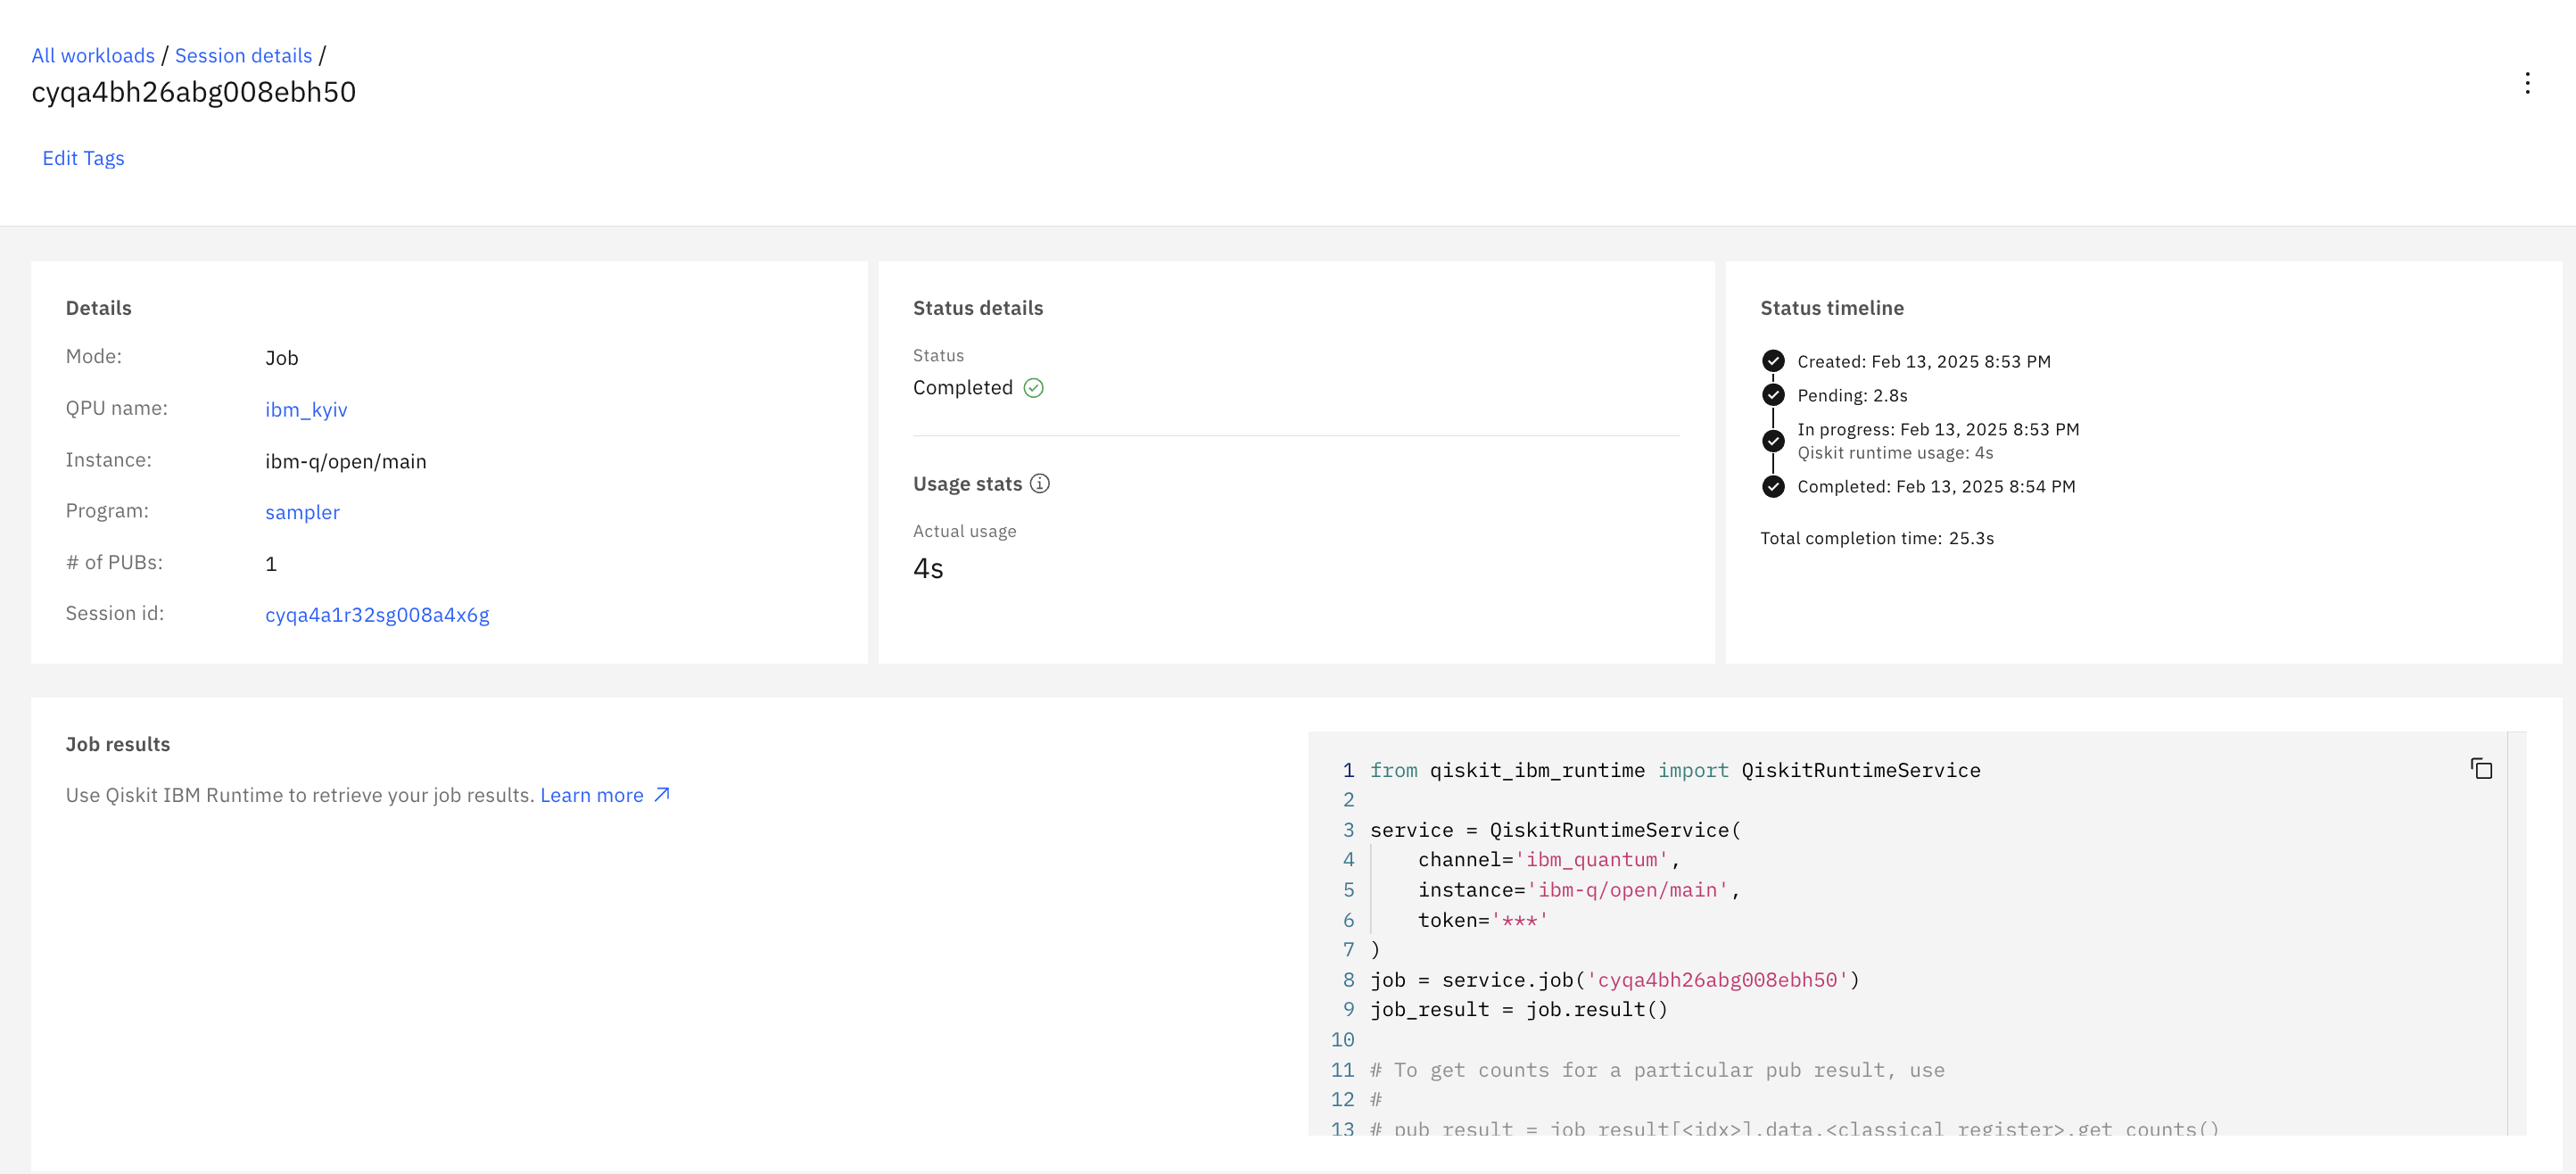 All workloads / Session details /
cyqa4bh26abg008ebh50
Edit Tags
Details
Mode: Job
QPU name: ibm_kyiv
Instance: ibm-q/open/main
Program: sampler
# of PUBs: 1
Session id: cyqa4a1r32sg008a4x6g
Status details
Status
Completed
Usage stats
Actual usage
4s
Status timeline
Created: Feb 13, 2025 8:53 PM
Pending: 2.8s
In progress: Feb 13, 2025 8:53 PM
Qiskit runtime usage: 4s
Completed: Feb 13, 2025 8:54 PM
Total completion time: 25.3s
Job results
Use Qiskit IBM Runtime to retrieve your job results. Learn more
1 from qiskit_ibm_runtime import QiskitRuntimeService
2
3 service = QiskitRuntimeService(
4     channel='ibm_quantum',
5     instance='ibm-q/open/main',
6     token='***'
7 )
8 job = service.job('cyqa4bh26abg008ebh50')
9 job_result = job.result()
10
11 # To get counts for a particular pub result, use
12 #
13 # pub_result = job_result[<idx>].data.<classical_register>.get_counts()